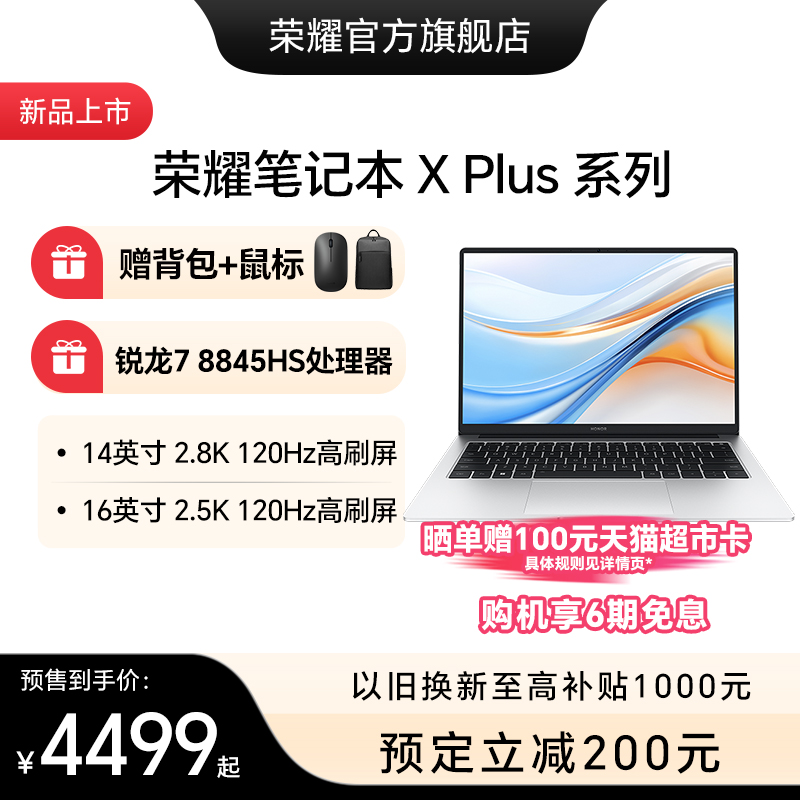 荣耀官方旗舰店
新品上市
荣耀笔记本 X Plus 系列
赠背包+鼠标
锐龙7 8845HS处理器
• 14英寸 2.8K 120Hz高刷屏
• 16英寸 2.5K 120Hz高刷屏
HONOR
晒单赠100元天猫超市卡
具体规则见详情页*
购机享6期免息
预售到手价:
¥4499起
以旧换新至高补贴1000元
预定立减200元